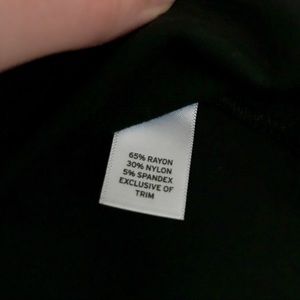 65% RAYON
30% NYLON
5% SPANDEX
EXCLUSIVE OF
TRIM